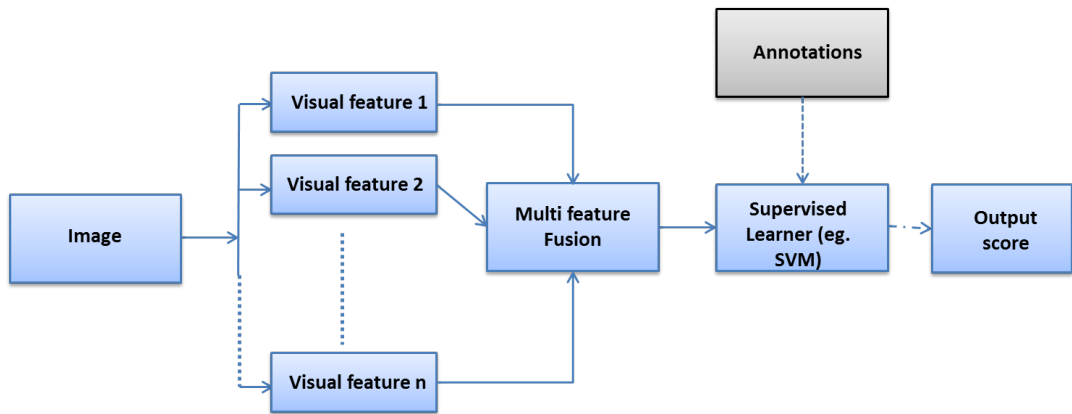 Annotations
Visual feature 1
Visual feature 2
Image
Multi feature
Fusion
Supervised
Learner (eg.
SVM)
Output
score
Visual feature n